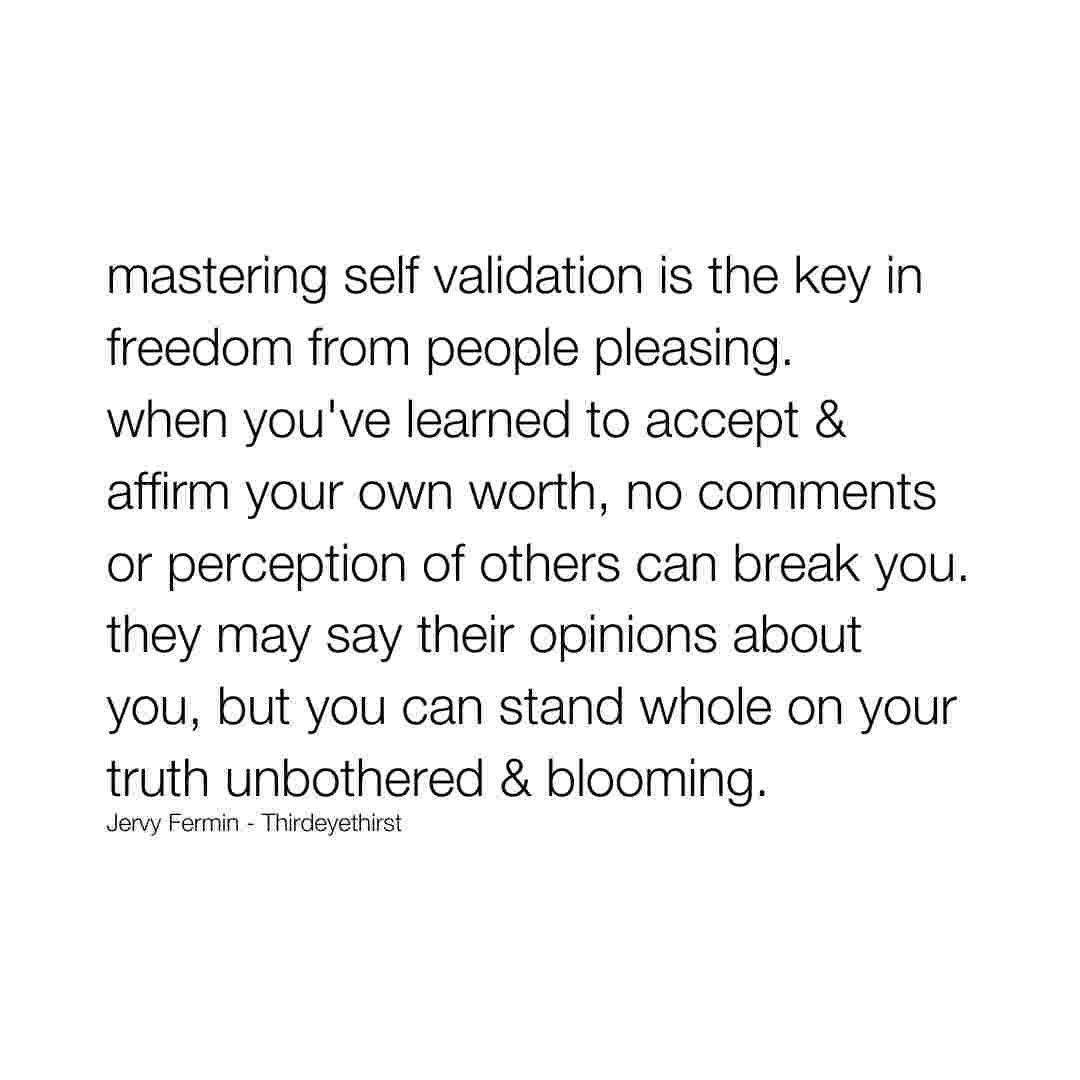 mastering self validation is the key in
freedom from people pleasing.
when you've learned to accept &
affirm your own worth, no comments
or perception of others can break you.
they may say their opinions about
you, but you can stand whole on your
truth unbothered & blooming.
Jervy Fermin - Thirdeyethirst